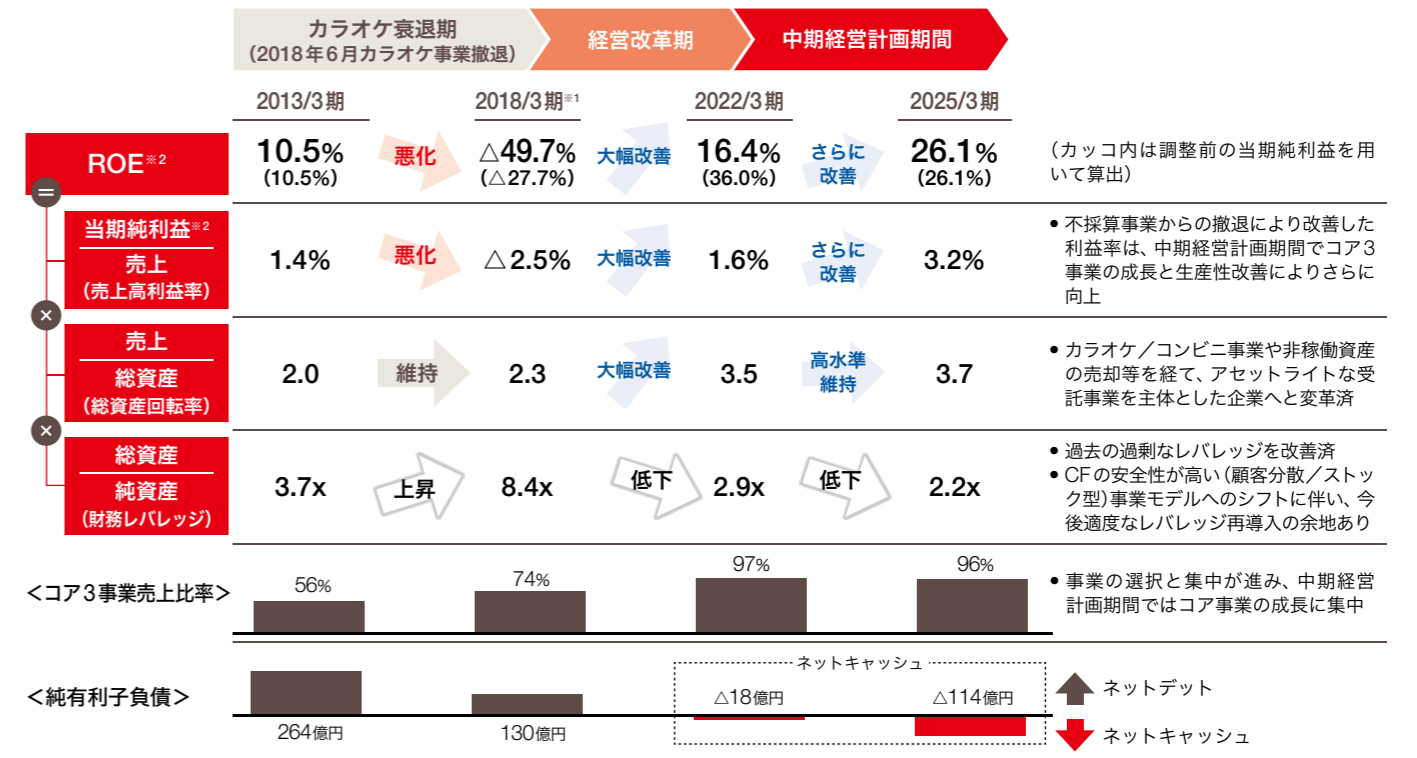 カラオケ衰退期
（2018年6月カラオケ事業撤退）
経営改革期
中期経営計画期間
2013/3期
2018/3期※1
2022/3期
2025/3期
ROE※2
10.5%
(10.5%)
悪化
△49.7%
(△27.7%)
大幅改善
16.4%
(36.0%)
さらに
改善
26.1%
(26.1%)
（カッコ内は調整前の当期純利益を用
いて算出）
＝
当期純利益※2
売上
（売上高利益率）
1.4%
悪化
△2.5%
大幅改善
1.6%
さらに
改善
3.2%
● 不採算事業からの撤退により改善した
利益率は、中期経営計画期間でコア3
事業の成長と生産性改善によりさらに
向上
×
売上
総資産
（総資産回転率）
2.0
維持
2.3
大幅改善
3.5
高水準
維持
3.7
● カラオケ／コンビニ事業や非稼働資産
の売却等を経て、アセットライトな受
託事業を主体とした企業へと変革済
×
総資産
純資産
（財務レバレッジ）
3.7x
上昇
8.4x
低下
2.9x
低下
2.2x
● 過去の過剰なレバレッジを改善済
● CFの安全性が高い（顧客分散／ストッ
ク型）事業モデルへのシフトに伴い、今
後適度なレバレッジ再導入の余地あり
＜コア3事業売上比率＞
56%
74%
97%
96%
● 事業の選択と集中が進み、中期経営
計画期間ではコア事業の成長に集中
＜純有利子負債＞
264億円
130億円
ネットキャッシュ
△18億円
△114億円
ネットデット
ネットキャッシュ